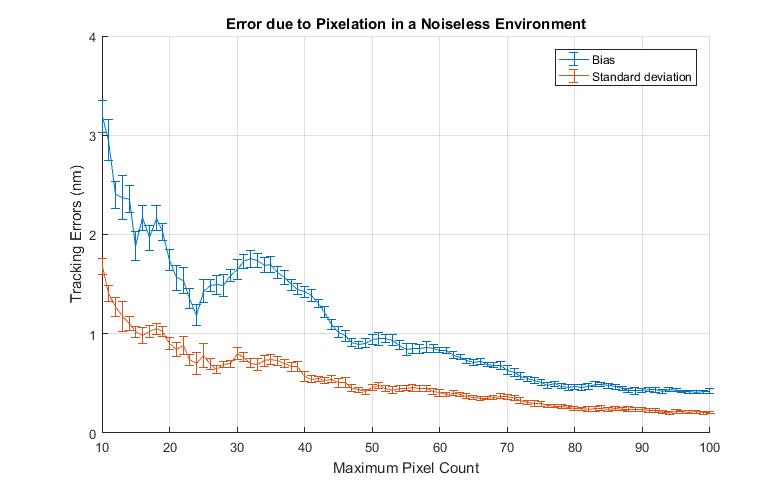 Error due to Pixelation in a Noiseless Environment
Bias
Standard deviation
4
3
2
1
0
Tracking Errors (nm)
10 20 30 40 50 60 70 80 90 100
Maximum Pixel Count